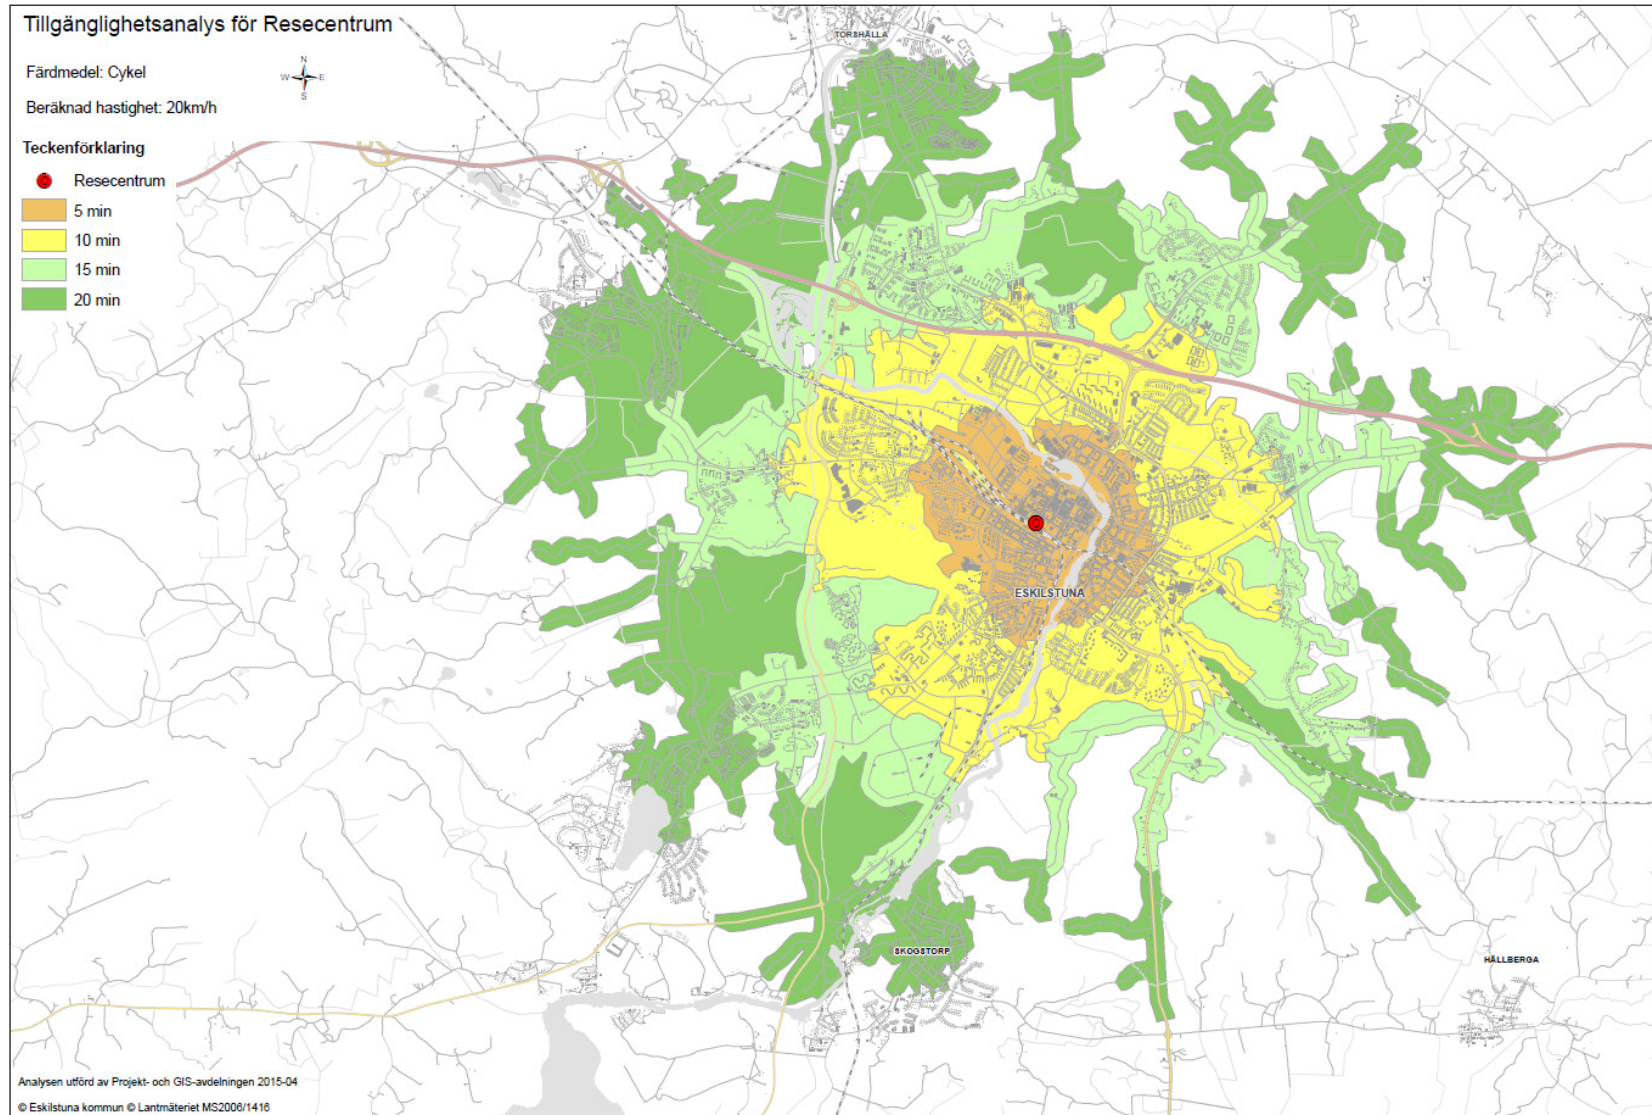 Tillgänglighetsanalys för Resecentrum
Färdmedel: Cykel
N
W E
S
Beräknad hastighet: 20km/h
Teckenförklaring
Resecentrum
5 min
10 min
15 min
20 min
TORSHÄLLA
ESKILSTUNA
SKOGSTORP
HÄLLBERGA
Analysen utförd av Projekt- och GIS-avdelningen 2015-04
© Eskilstuna kommun © Lantmäteriet MS2006/1416